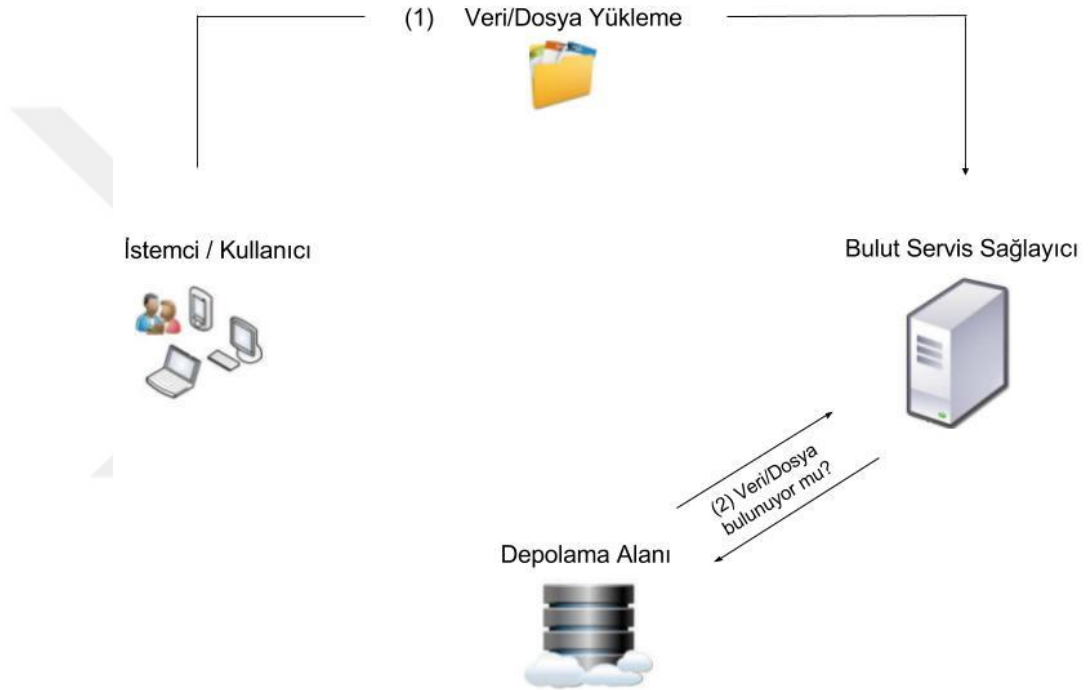 (1) Veri/Dosya Yükleme
İstemci / Kullanıcı
Bulut Servis Sağlayıcı
(2) Veri/Dosya
bulunuyor mu?
Depolama Alanı